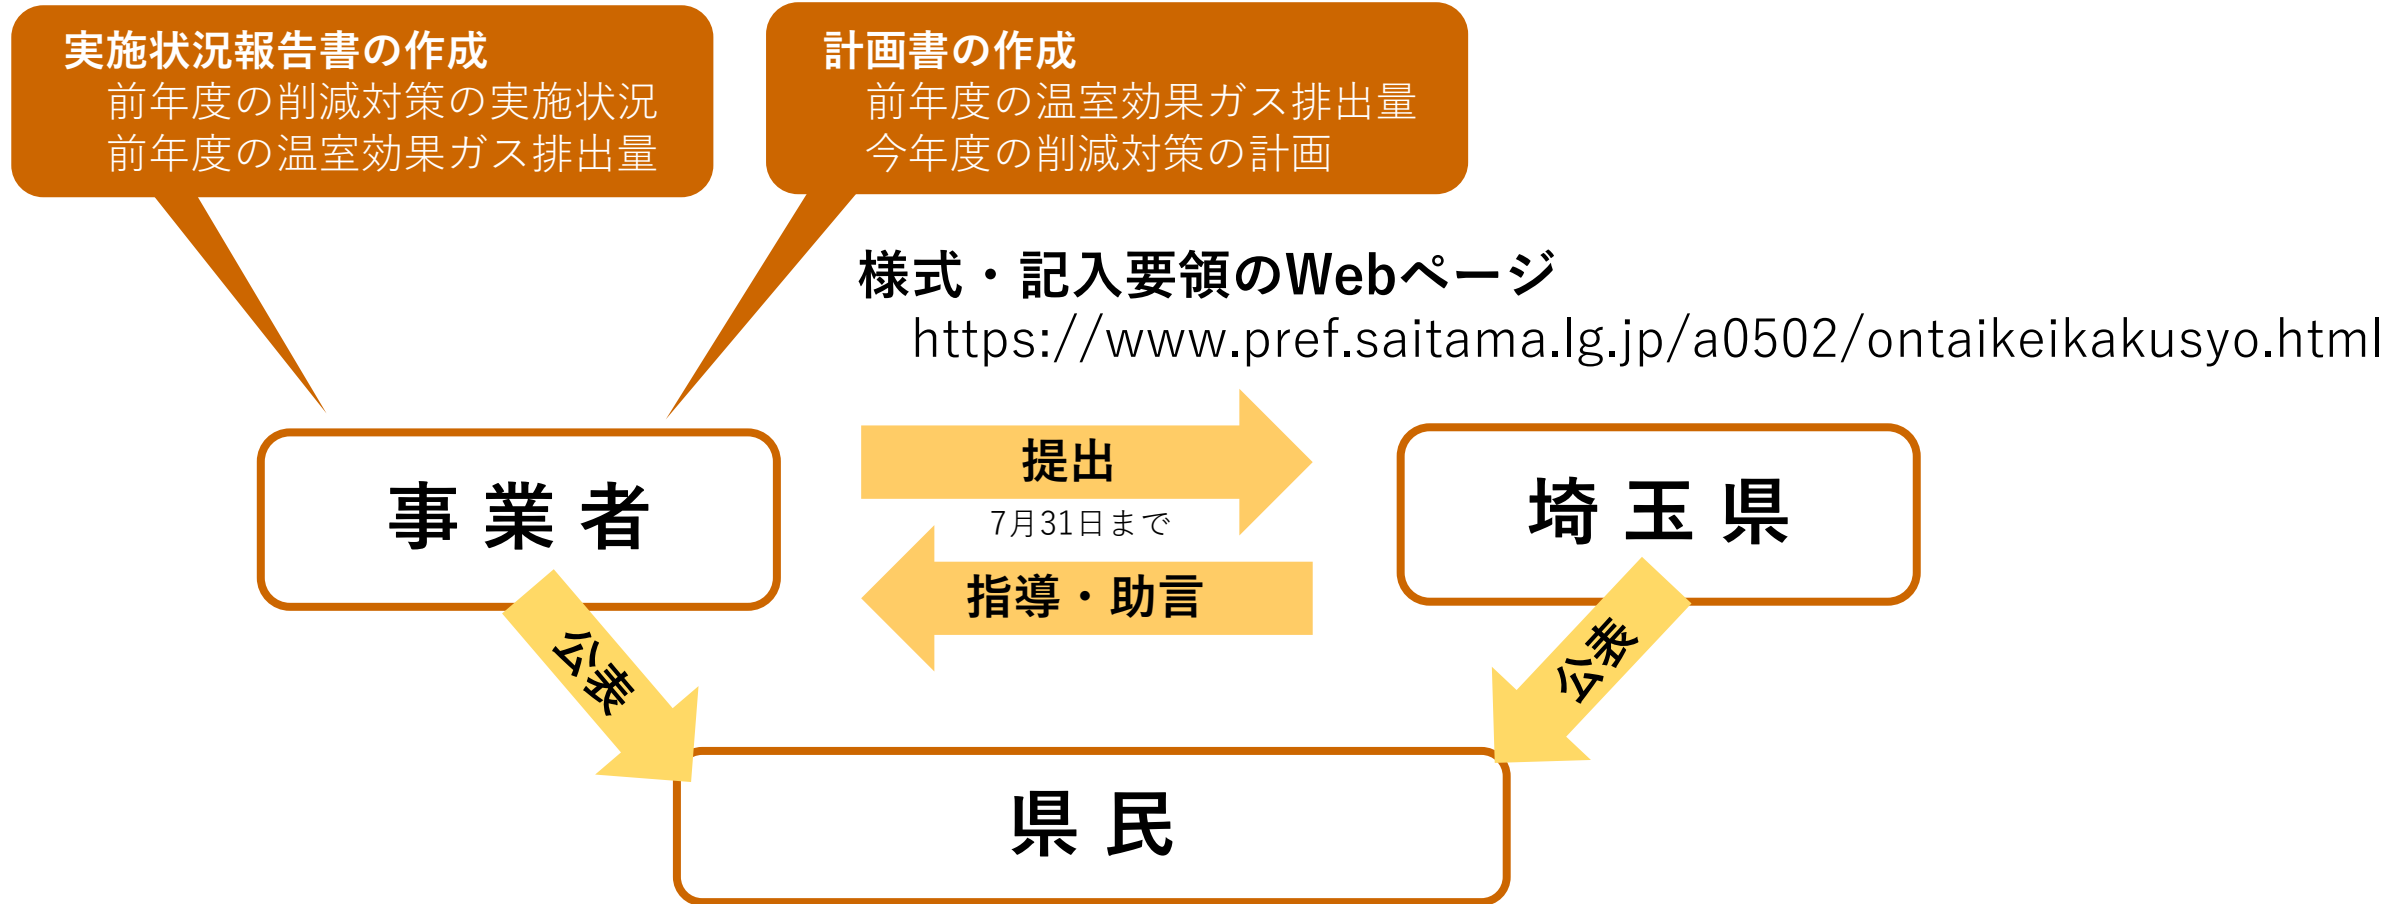 実施状況報告書の作成
前年度の削減対策の実施状況
前年度の温室効果ガス排出量
計画書の作成
前年度の温室効果ガス排出量
今年度の削減対策の計画
様式・記入要領のWebページ
https://www.pref.saitama.lg.jp/a0502/ontaikeikakusyo.html
事業者
提出
7月31日まで
指導・助言
埼玉県
公表
公表
県民